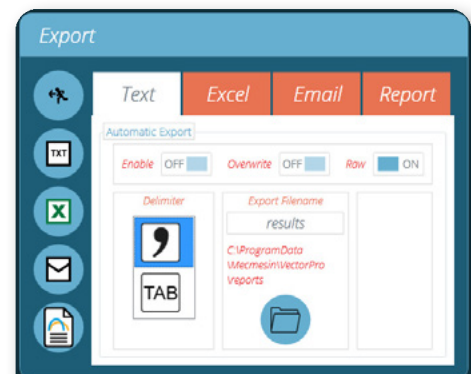 Export
Text Excel Email Report
Automatic Export
Enable OFF Overwrite OFF Raw ON
Delimiter
,
TAB
Export Filename
results
C:\ProgramData
\Mecmesin\VectorPro
\reports
TXT
X